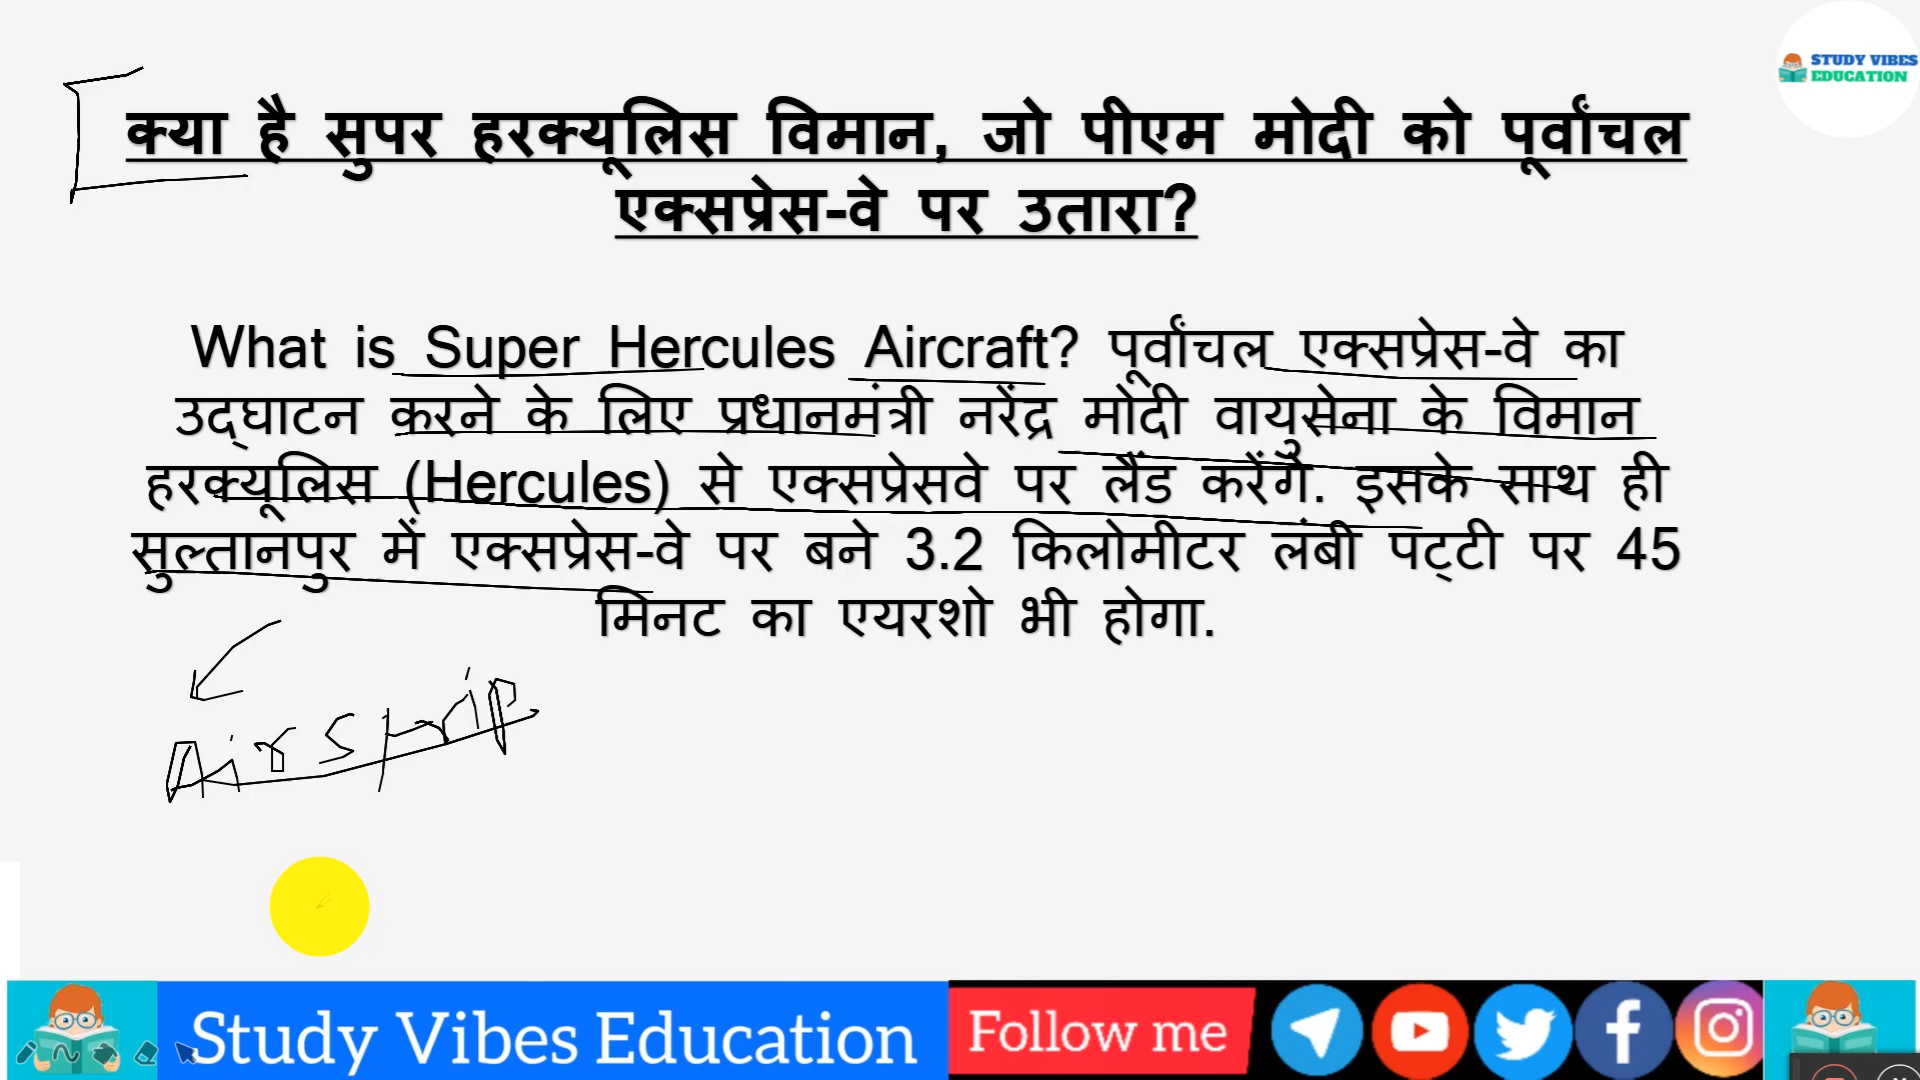 STUDY VIBES
EDUCATION
क्या है सुपर हरक्यूलिस विमान, जो पीएम मोदी को पूर्वांचल
एक्सप्रेस-वे पर उतारा?
What is Super Hercules Aircraft? पूर्वांचल एक्सप्रेस-वे का
उद्घाटन करने के लिए प्रधानमंत्री नरेंद्र मोदी वायुसेना के विमान
हरक्यूलिस (Hercules) से एक्सप्रेसवे पर लैंड करेंगे. इसके साथ ही
सुल्तानपुर में एक्सप्रेस-वे पर बने 3.2 किलोमीटर लंबी पट्टी पर 45
मिनट का एयरशो भी होगा.
Airstrip
Study Vibes Education
Follow me